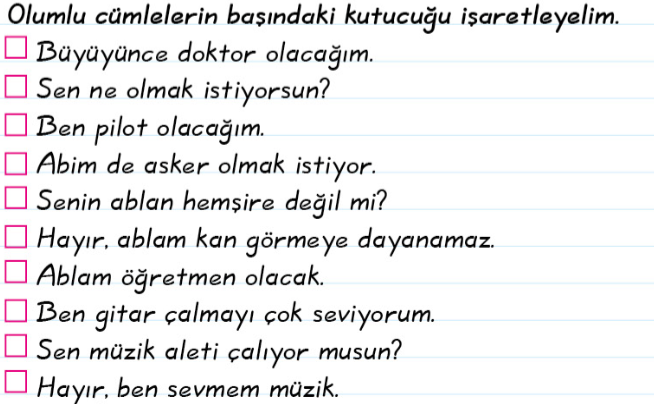 Olumlu cümlelerin başındaki kutucuğu işaretleyelim.
Büyüyünce doktor olacağım.
Sen ne olmak istiyorsun?
Ben pilot olacağım.
Abim de asker olmak istiyor.
Senin ablan hemşire değil mi?
Hayır, ablam kan görmeye dayanamaz.
Ablam öğretmen olacak.
Ben gitar çalmayı çok seviyorum.
Sen müzik aleti çalıyor musun?
Hayır, ben sevmem müzik.